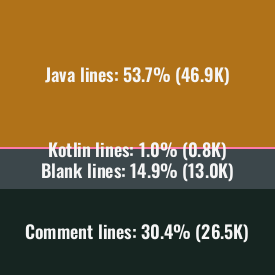 Java lines: 53.7% (46.9K)
Kotlin lines: 1.0% (0.8K)
Blank lines: 14.9% (13.0K)
Comment lines: 30.4% (26.5K)